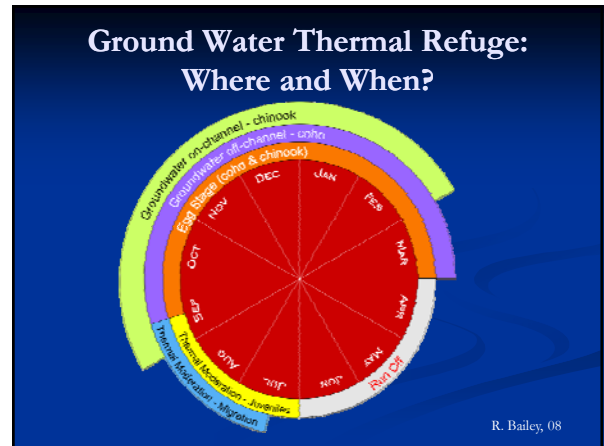 Ground Water Thermal Refuge:
Where and When?
Groundwater on-channel - chinook
Groundwater off-channel - coho
Egg Stage (coho & chinook)
JAN
FEB
MAR
APR
MAY
JUN
JUL
AUG
SEP
OCT
NOV
DEC
Run Off
Thermal Moderation - Juveniles
Thermal Moderation - Migration
R. Bailey, 08